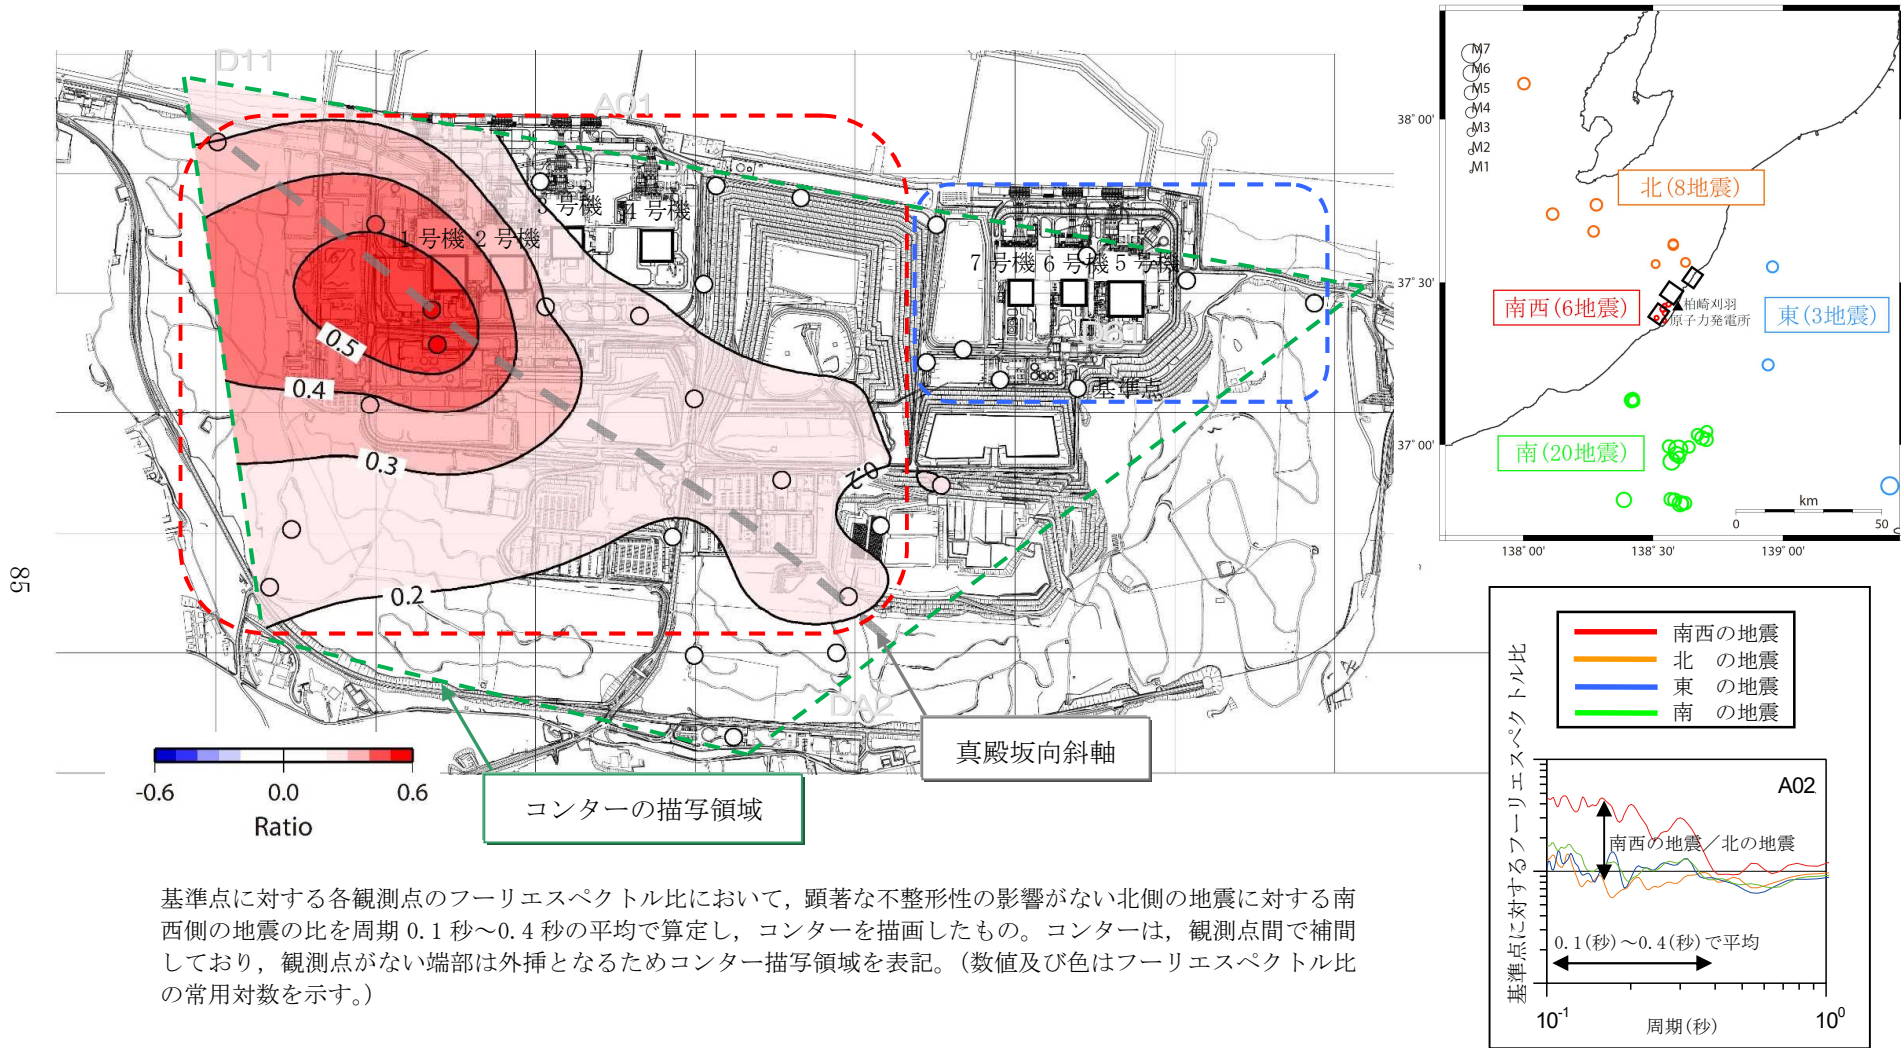 D11
A01
3 号機
4 号機
1 号機
2 号機
7 号機
6 号機
5 号機
基準点
0.5
0.4
0.3
0.2
0.2
DA2
真殿坂向斜軸
コンターの描写領域
-0.6
0.0
0.6
Ratio
85
基準点に対する各観測点のフーリエスペクトル比において，顕著な不整形性の影響がない北側の地震に対する南
西側の地震の比を周期 0.1 秒～0.4 秒の平均で算定し，コンターを描画したもの。コンターは，観測点間で補間
しており，観測点がない端部は外挿となるためコンター描写領域を表記。（数値及び色はフーリエスペクトル比
の常用対数を示す。）
M7
M6
M5
M4
M3
M2
M1
38° 00'
37° 30'
37° 00'
138° 00'
138° 30'
139° 00'
北(8地震)
南西(6地震)
東(3地震)
南(20地震)
柏崎刈羽
原子力発電所
km
0
50
南西の地震
北　の地震
東　の地震
南　の地震
基準点に対するフーリエスペクトル比
A02
南西の地震／北の地震
0.1(秒)～0.4(秒)で平均
10-1
周期(秒)
100